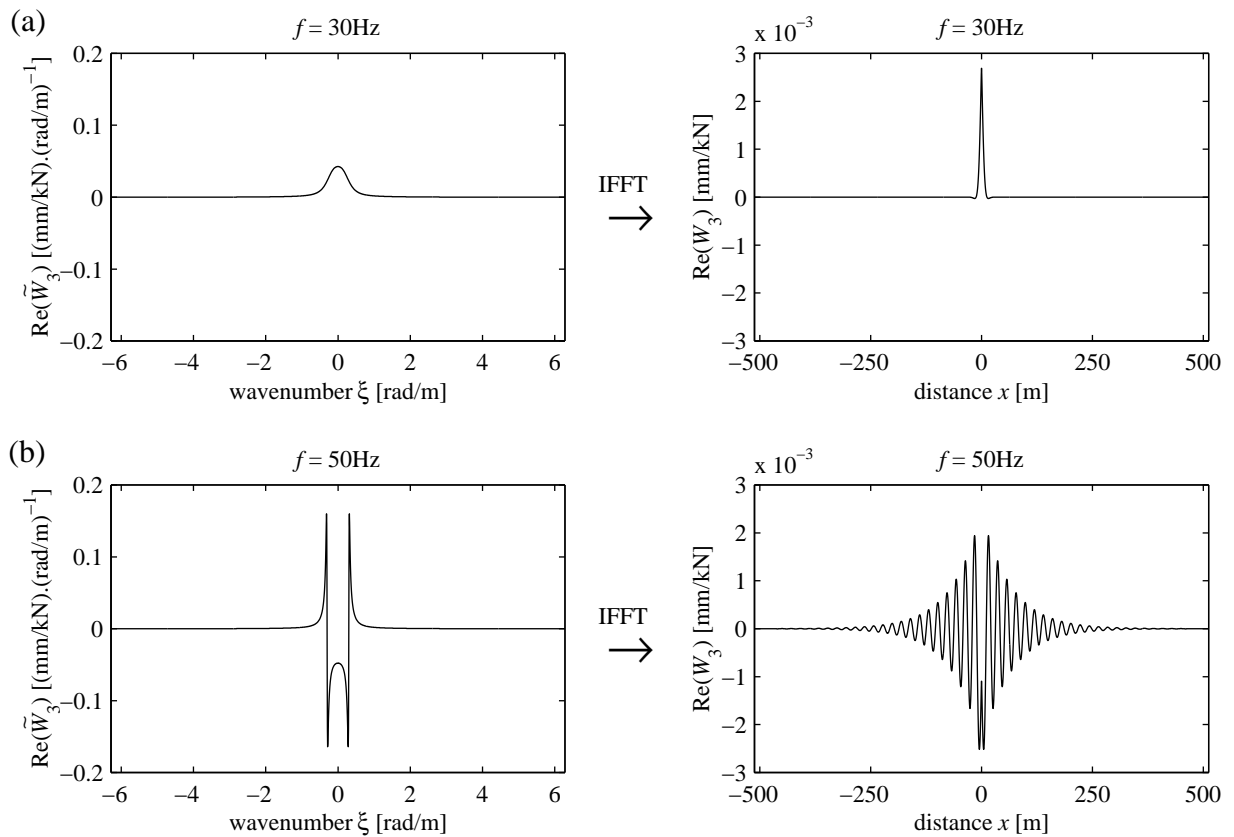 (a)
f = 30Hz
Re(W̃₃) [(mm/kN).(rad/m)⁻¹]
0.2
0.1
0
−0.1
−0.2
−6 −4 −2 0 2 4 6
wavenumber ξ [rad/m]
IFFT
x 10⁻³
f = 30Hz
Re(W₃) [mm/kN]
3
2
1
0
−1
−2
−3
−500 −250 0 250 500
distance x [m]
(b)
f = 50Hz
Re(W̃₃) [(mm/kN).(rad/m)⁻¹]
0.2
0.1
0
−0.1
−0.2
−6 −4 −2 0 2 4 6
wavenumber ξ [rad/m]
IFFT
x 10⁻³
f = 50Hz
Re(W₃) [mm/kN]
3
2
1
0
−1
−2
−3
−500 −250 0 250 500
distance x [m]